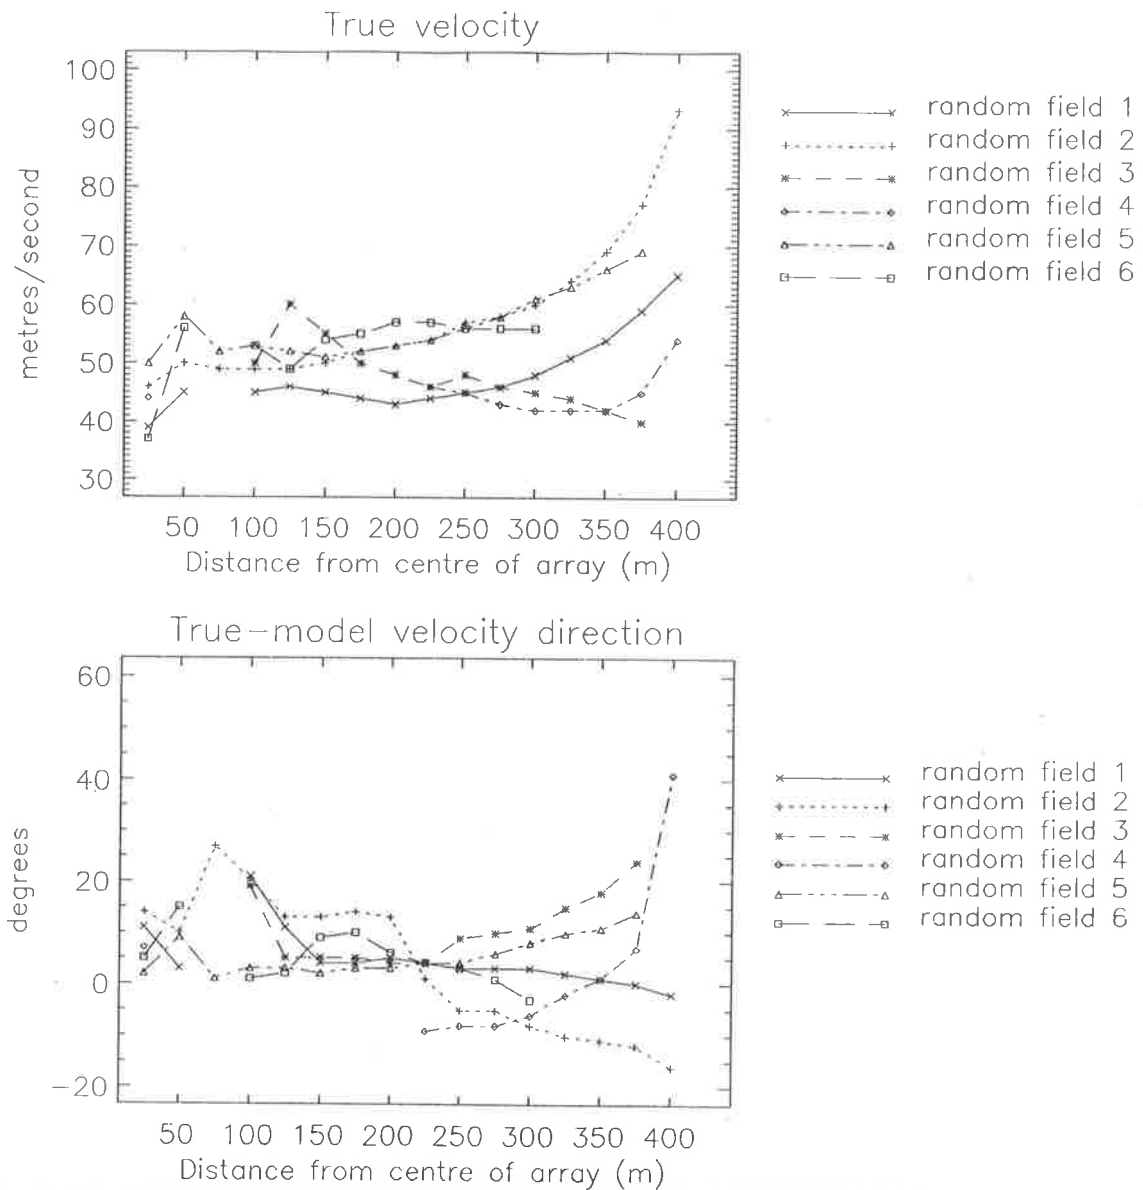 True velocity
100
90
80
70
60
50
40
30
metres/second
50 100 150 200 250 300 350 400
Distance from centre of array (m)
random field 1
random field 2
random field 3
random field 4
random field 5
random field 6
True-model velocity direction
60
40
20
0
-20
degrees
50 100 150 200 250 300 350 400
Distance from centre of array (m)
random field 1
random field 2
random field 3
random field 4
random field 5
random field 6